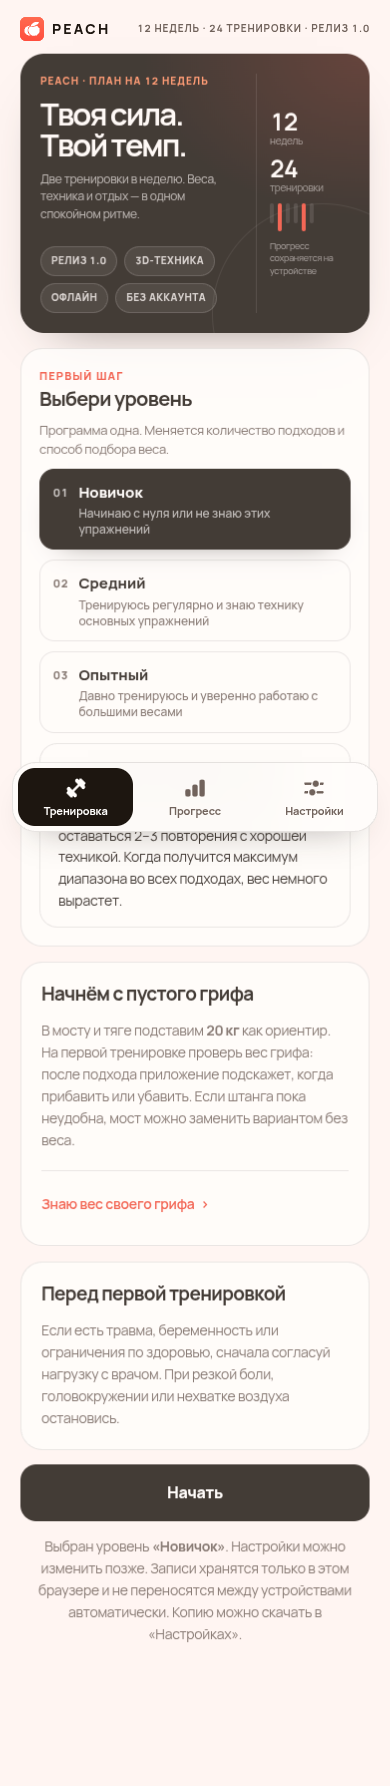 PEACH
12 НЕДЕЛЬ · 24 ТРЕНИРОВКИ · РЕЛИЗ 1.0
PEACH · ПЛАН НА 12 НЕДЕЛЬ
Твоя сила.
Твой темп.
Две тренировки в неделю. Веса,
техника и отдых — в одном
спокойном ритме.
РЕЛИЗ 1.0
3D-ТЕХНИКА
ОФЛАЙН
БЕЗ АККАУНТА
12
недель
24
тренировки
Прогресс
сохраняется на
устройстве
ПЕРВЫЙ ШАГ
Выбери уровень
Программа одна. Меняется количество подходов и
способ подбора веса.
01 Новичок
Начинаю с нуля или не знаю этих
упражнений
02 Средний
Тренируюсь регулярно и знаю технику
основных упражнений
03 Опытный
Давно тренируюсь и уверенно работаю с
большими весами
Тренировка
Прогресс
Настройки
оставаться 2–3 повторения с хорошей
техникой. Когда получится максимум
диапазона во всех подходах, вес немного
вырастет.
Начнём с пустого грифа
В мосту и тяге подставим 20 кг как ориентир.
На первой тренировке проверь вес грифа:
после подхода приложение подскажет, когда
прибавить или убавить. Если штанга пока
неудобна, мост можно заменить вариантом без
веса.
Знаю вес своего грифа ›
Перед первой тренировкой
Если есть травма, беременность или
ограничения по здоровью, сначала согласуй
нагрузку с врачом. При резкой боли,
головокружении или нехватке воздуха
остановись.
Начать
Выбран уровень «Новичок». Настройки можно
изменить позже. Записи хранятся только в этом
браузере и не переносятся между устройствами
автоматически. Копию можно скачать в
«Настройках».